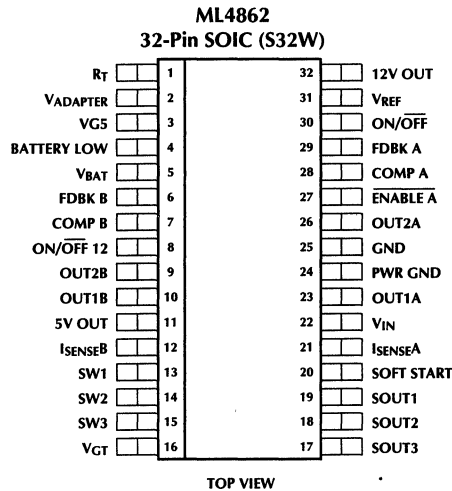 ML4862
32-Pin SOIC (S32W)
RT 1 32 12V OUT
VADAPTER 2 31 VREF
VG5 3 30 ON/OFF
BATTERY LOW 4 29 FDBK A
VBAT 5 28 COMP A
FDBK B 6 27 ENABLE A
COMP B 7 26 OUT2A
ON/OFF 12 8 25 GND
OUT2B 9 24 PWR GND
OUT1B 10 23 OUT1A
5V OUT 11 22 VIN
ISENSEB 12 21 ISENSEA
SW1 13 20 SOFT START
SW2 14 19 SOUT1
SW3 15 18 SOUT2
VGT 16 17 SOUT3
TOP VIEW